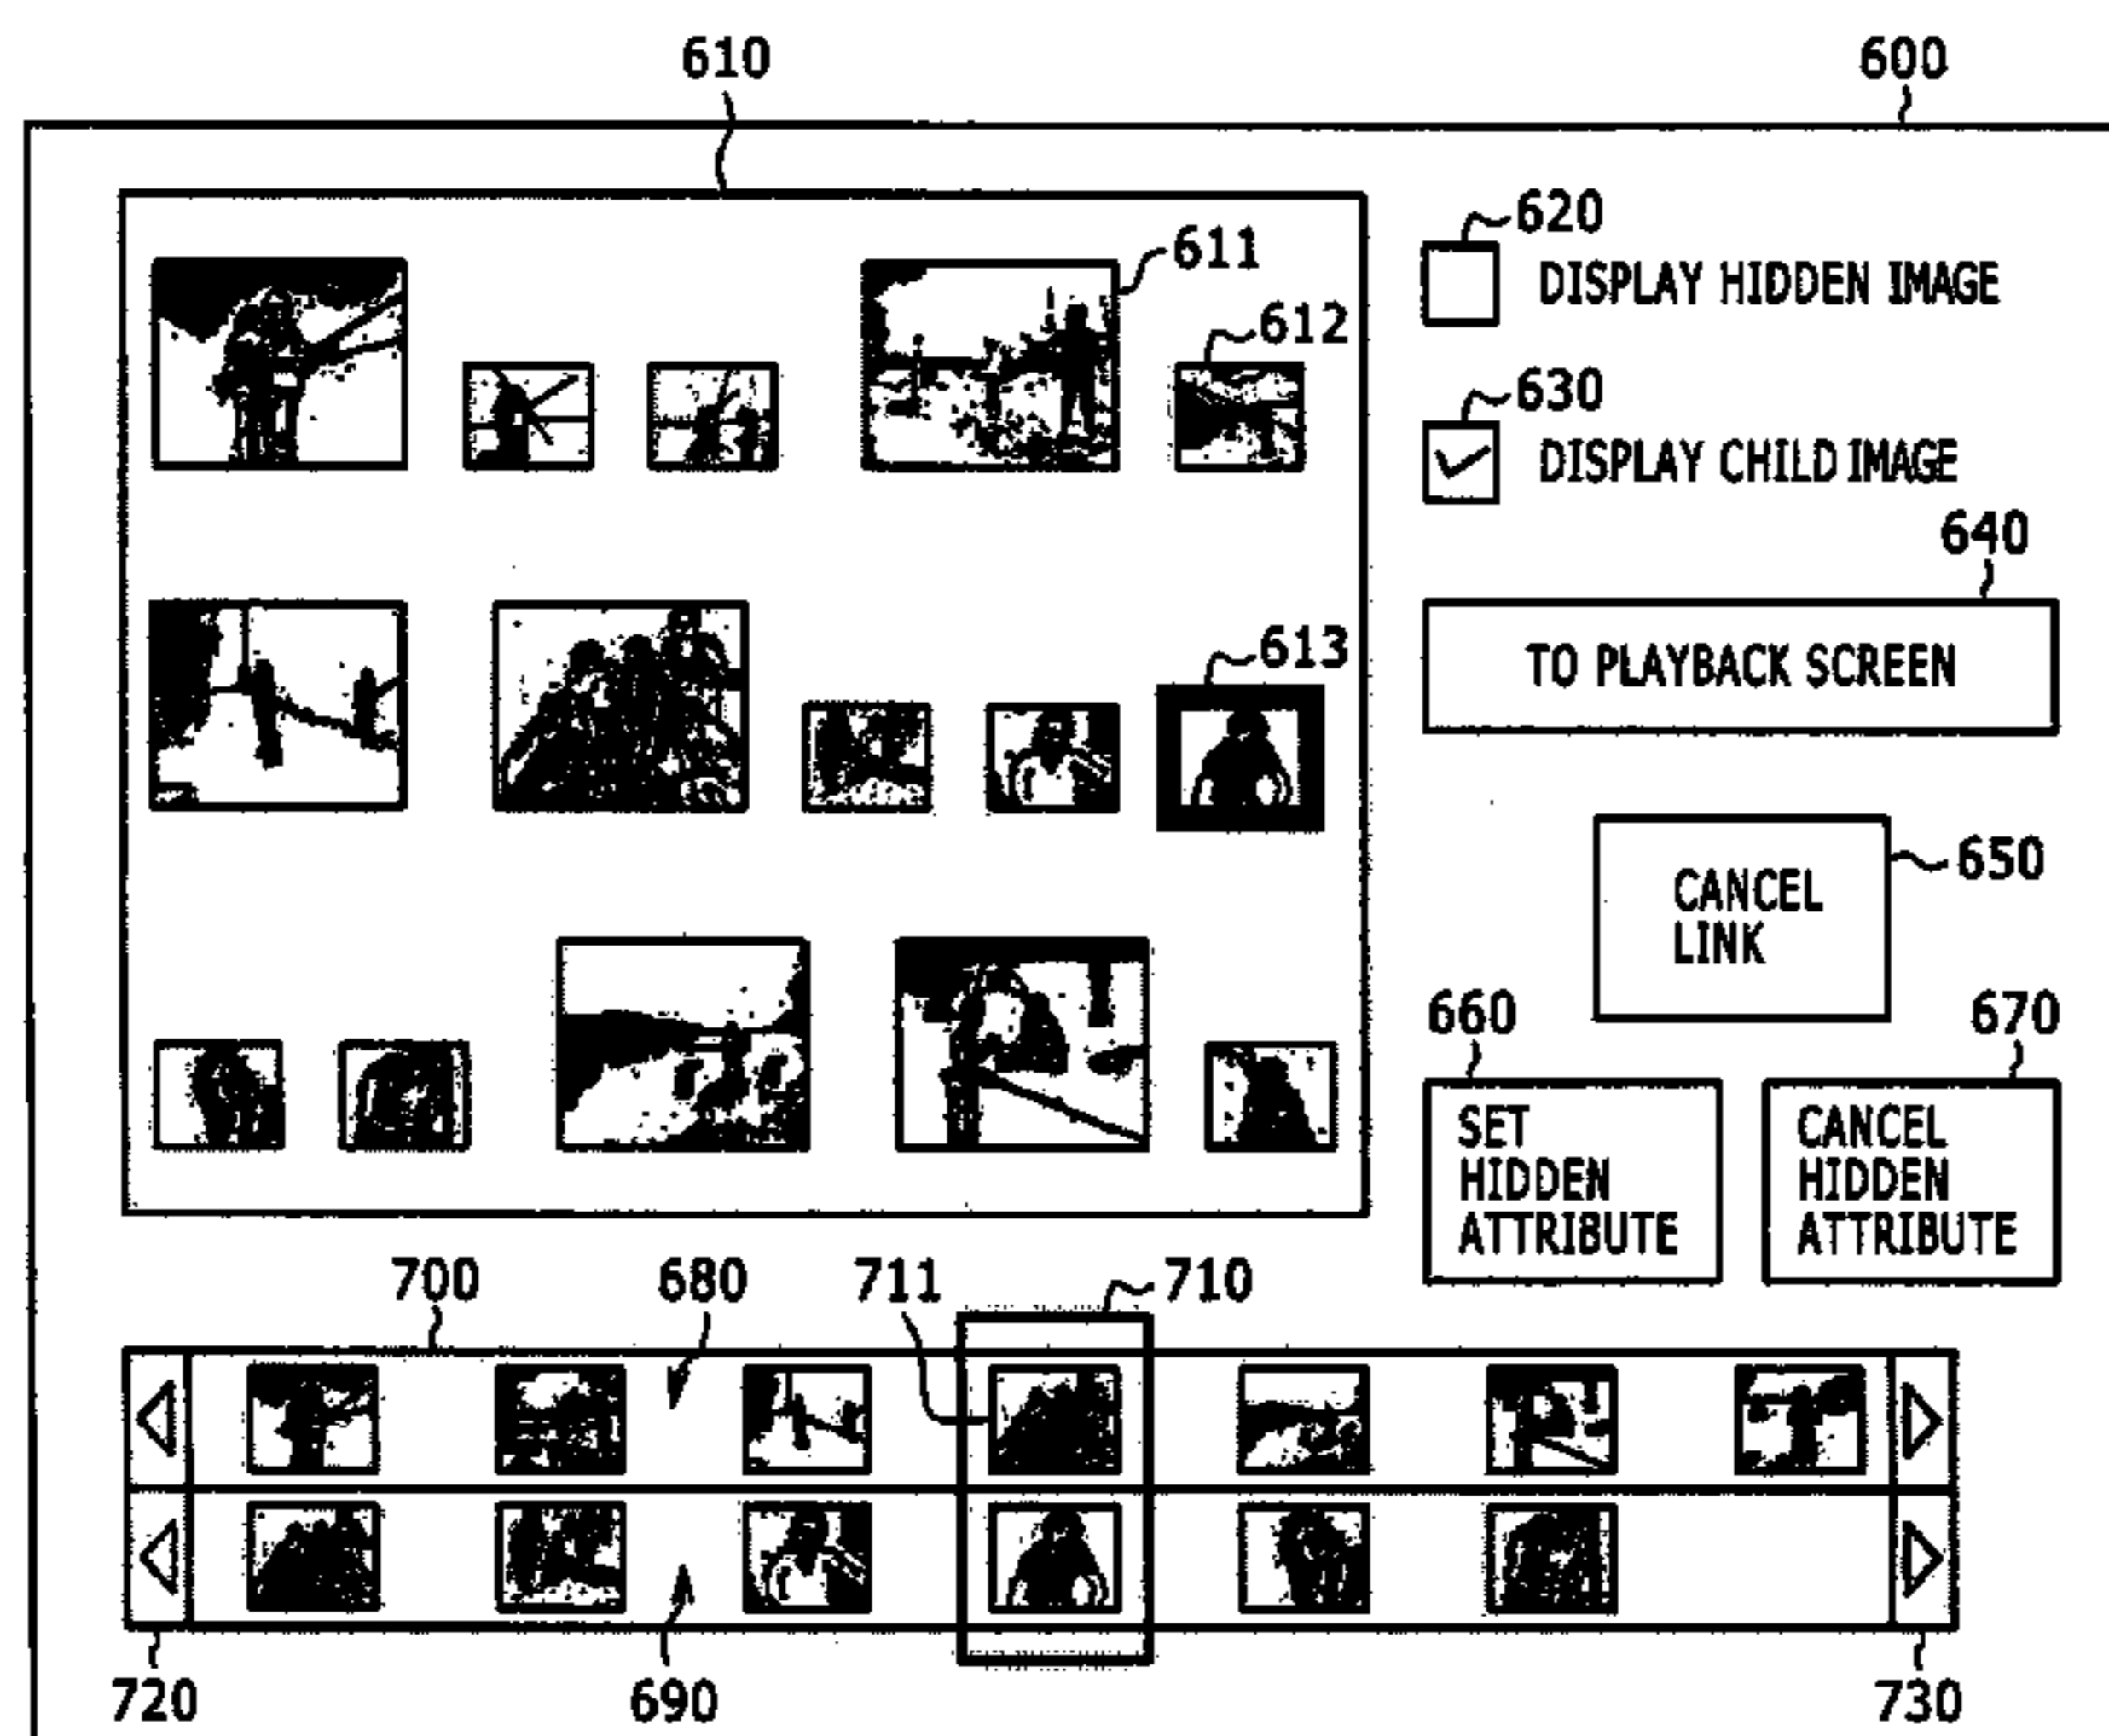 610
600
611
620
DISPLAY HIDDEN IMAGE
612
630
DISPLAY CHILD IMAGE
640
TO PLAYBACK SCREEN
613
CANCEL
LINK
650
660
670
SET
HIDDEN
ATTRIBUTE
CANCEL
HIDDEN
ATTRIBUTE
700
680
711
710
720
690
730